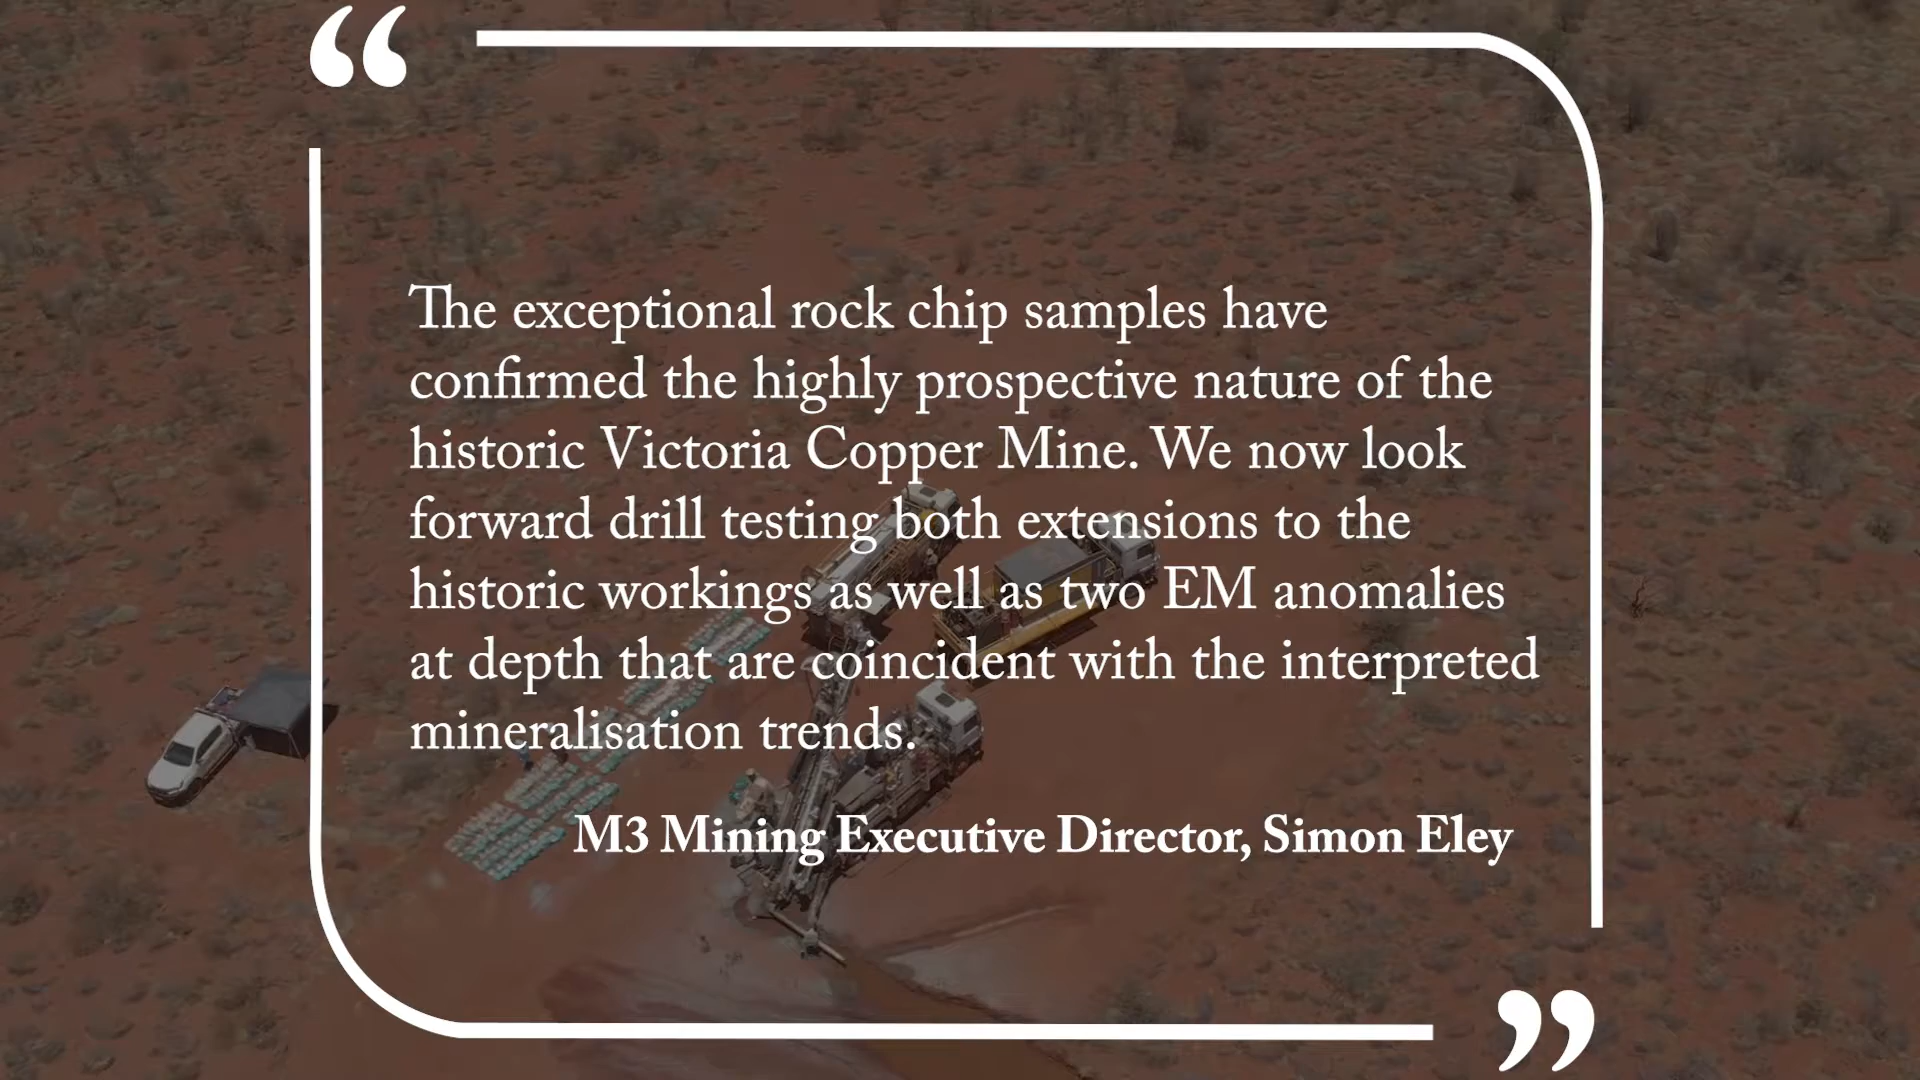 “
The exceptional rock chip samples have
confirmed the highly prospective nature of the
historic Victoria Copper Mine. We now look
forward drill testing both extensions to the
historic workings as well as two EM anomalies
at depth that are coincident with the interpreted
mineralisation trends.
M3 Mining Executive Director, Simon Eley
”